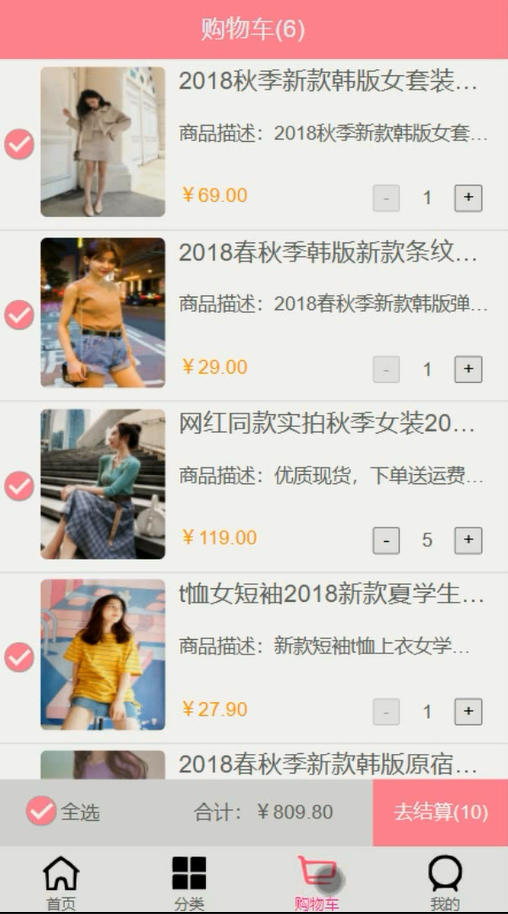 购物车(6)
2018秋季新款韩版女套装...
商品描述：2018秋季新款韩版女套...
￥69.00
- 1 +
2018春秋季韩版新款条纹...
商品描述：2018春秋季新款韩版弹...
￥29.00
- 1 +
网红同款实拍秋季女装20...
商品描述：优质现货，下单送运费...
￥119.00
- 5 +
t恤女短袖2018新款夏学生...
商品描述：新款短袖t恤上衣女学...
￥27.90
- 1 +
2018春秋季新款韩版原宿...
全选
合计：￥809.80
去结算(10)
首页
分类
购物车
我的